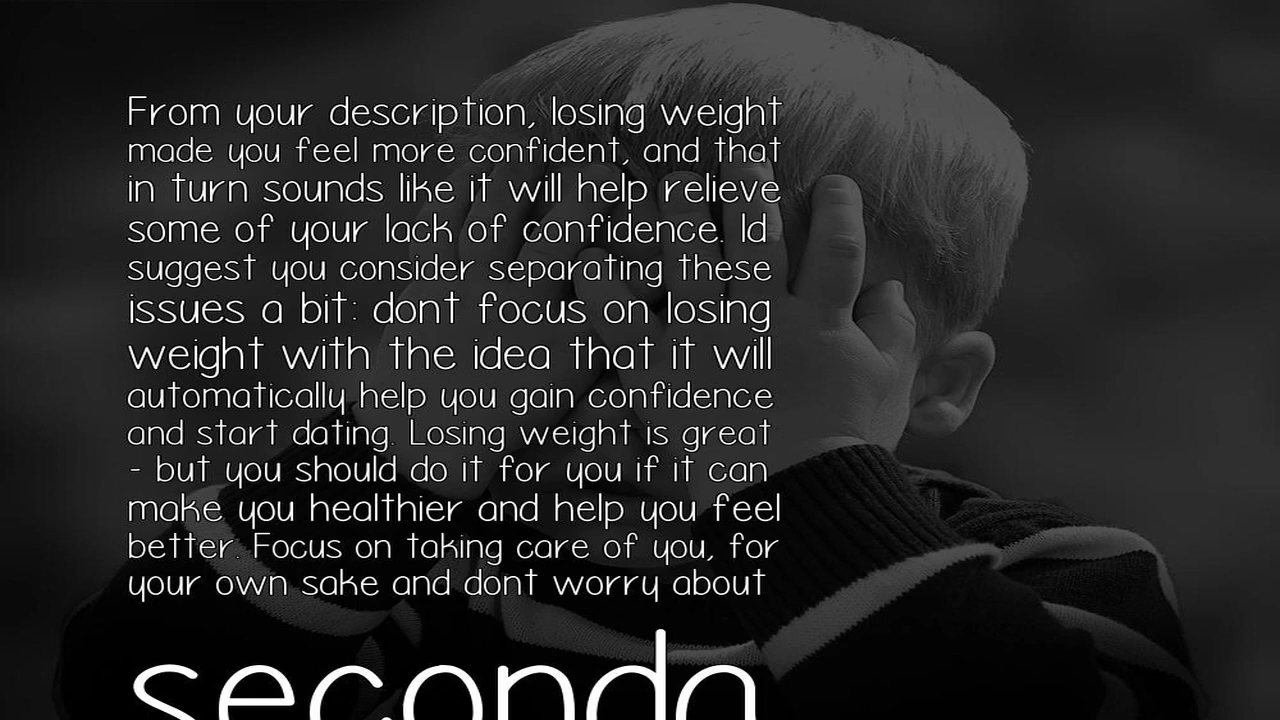 From your description, losing weight
made you feel more confident, and that
in turn sounds like it will help relieve
some of your lack of confidence. Id
suggest you consider separating these
issues a bit: dont focus on losing
weight with the idea that it will
automatically help you gain confidence
and start dating. Losing weight is great
- but you should do it for you if it can
make you healthier and help you feel
better. Focus on taking care of you, for
your own sake and dont worry about